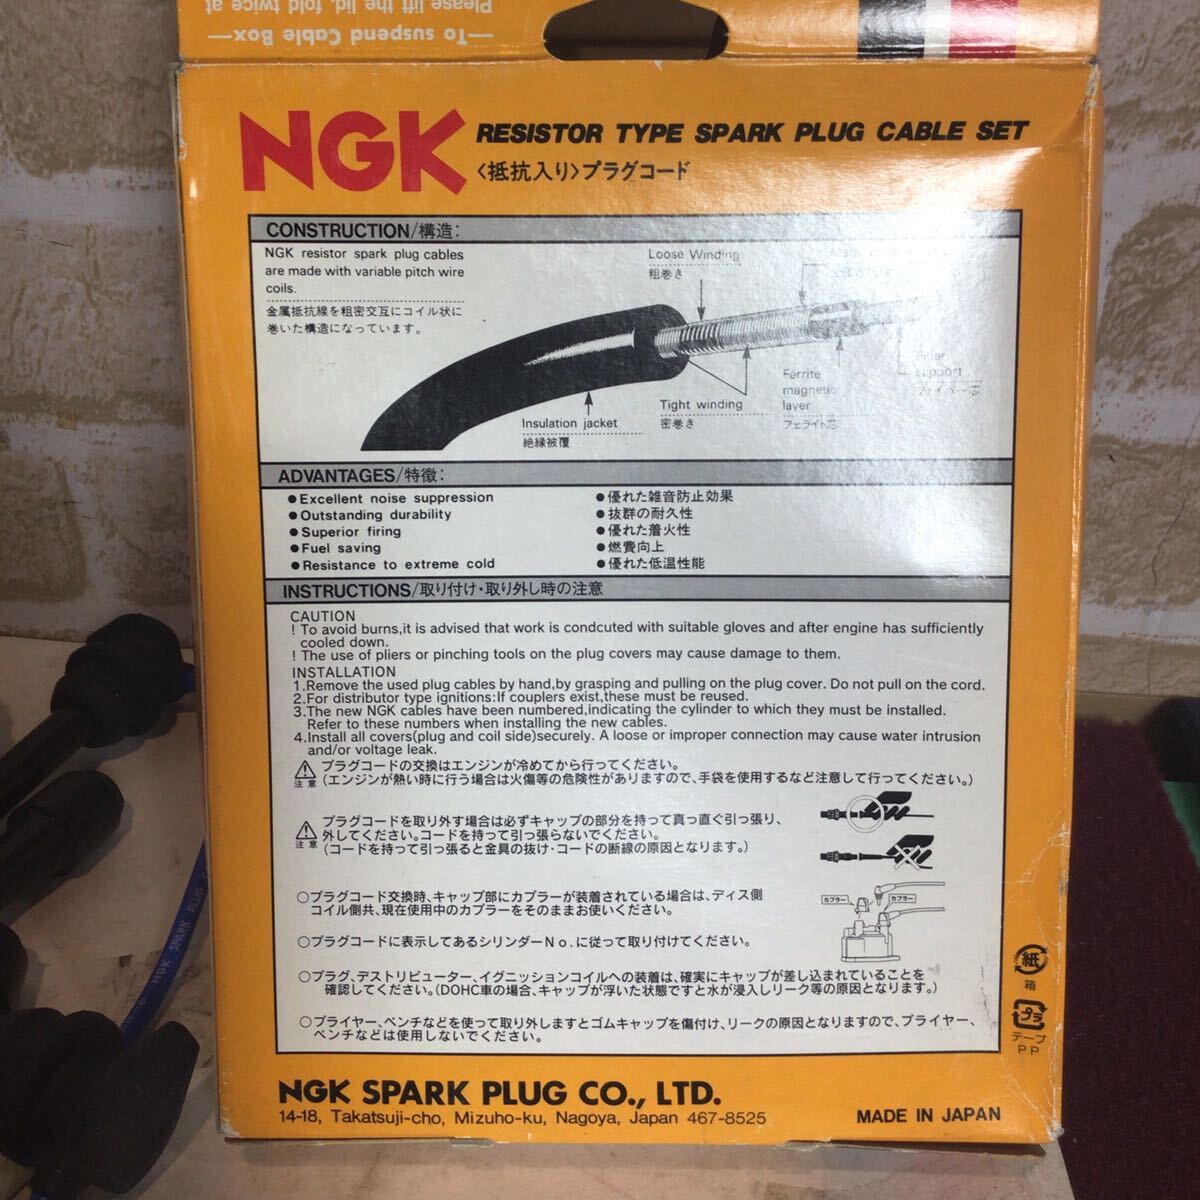 —To suspend Cable Box—
Please lift the lid, fold twice at
NGK
RESISTOR TYPE SPARK PLUG CABLE SET
〈抵抗入り〉プラグコード
CONSTRUCTION/構造:
NGK resistor spark plug cables
are made with variable pitch wire
coils.
金属抵抗線を粗密交互にコイル状に
巻いた構造になっています。
Loose Winding
粗巻き
Tight winding
密巻き
Insulation jacket
絶縁被覆
Ferrite
magnetic
layer
フェライト芯
Fiber
support
ファイバー芯
ADVANTAGES/特徴:
●Excellent noise suppression
●Outstanding durability
●Superior firing
●Fuel saving
●Resistance to extreme cold
●優れた雑音防止効果
●抜群の耐久性
●優れた着火性
●燃費向上
●優れた低温性能
INSTRUCTIONS/取り付け・取り外し時の注意
CAUTION
! To avoid burns,it is advised that work is condcuted with suitable gloves and after engine has sufficiently
cooled down.
! The use of pliers or pinching tools on the plug covers may cause damage to them.
INSTALLATION
1.Remove the used plug cables by hand,by grasping and pulling on the plug cover. Do not pull on the cord.
2.For distributor type ignitions:If couplers exist,these must be reused.
3.The new NGK cables have been numbered,indicating the cylinder to which they must be installed.
Refer to these numbers when installing the new cables.
4.Install all covers(plug and coil side)securely. A loose or improper connection may cause water intrusion
and/or voltage leak.
注意
プラグコードの交換はエンジンが冷めてから行ってください。
(エンジンが熱い時に行う場合は火傷等の危険性がありますので、手袋を使用するなど注意して行ってください。)
注意
プラグコードを取り外す場合は必ずキャップの部分を持って真っ直ぐ引っ張り、
外してください。コードを持って引っ張らないでください。
(コードを持って引っ張ると金具の抜け・コードの断線の原因となります。)
○プラグコード交換時、キャップ部にカプラーが装着されている場合は、ディス側
コイル側共、現在使用中のカプラーをそのままお使いください。
カプラー
カプラー
○プラグコードに表示してあるシリンダーNo.に従って取り付けてください。
○プラグ、デストリビューター、イグニッションコイルへの装着は、確実にキャップが差し込まれていることを
確認してください。(DOHC車の場合、キャップが浮いた状態ですと水が浸入しリーク等の原因となります。)
○プライヤー、ペンチなどを使って取り外しますとゴムキャップを傷付け、リークの原因となりますので、プライヤー、
ペンチなどは使用しないでください。
紙
箱
プラ
テープ
PP
NGK SPARK PLUG CO., LTD.
14-18, Takatsuji-cho, Mizuho-ku, Nagoya, Japan 467-8525
MADE IN JAPAN
NGK SPARK PLUG